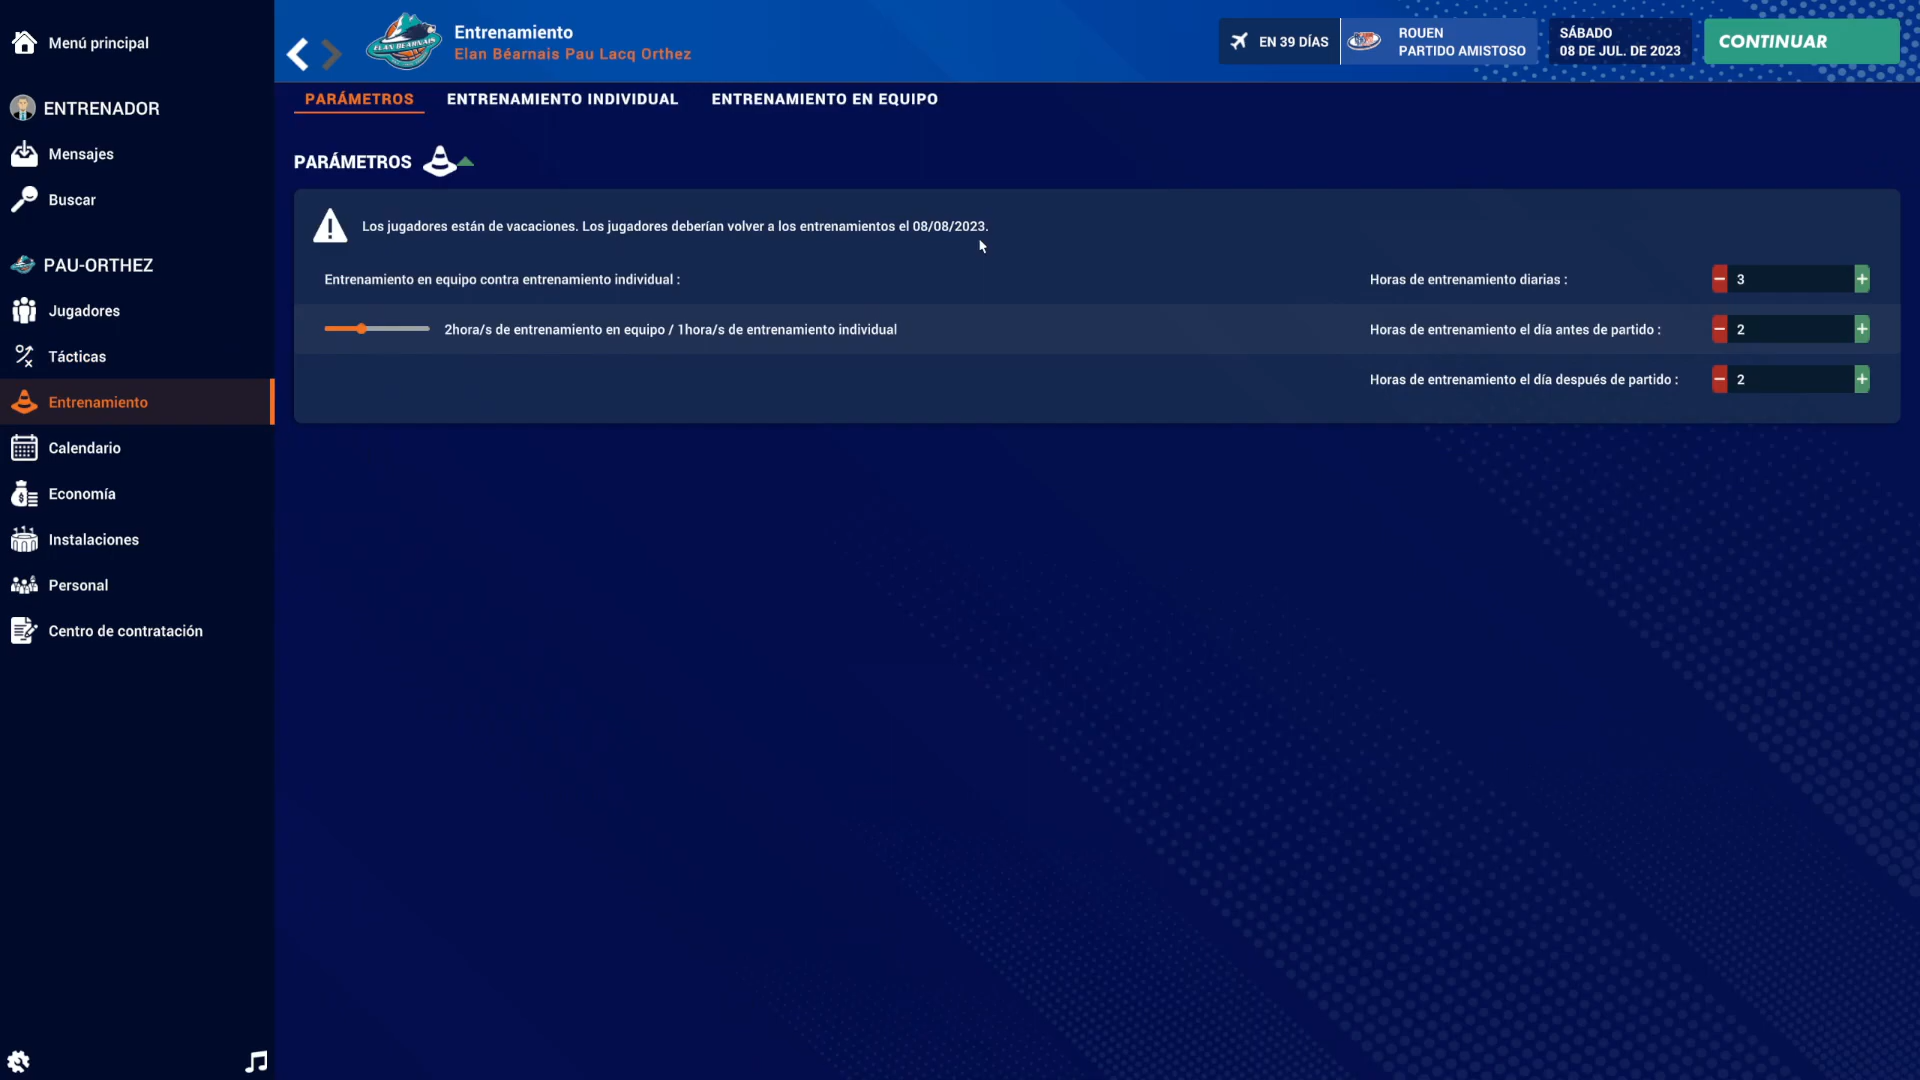 Menú principal
ENTRENADOR
Mensajes
Buscar
PAU-ORTHEZ
Jugadores
Tácticas
Entrenamiento
Calendario
Economía
Instalaciones
Personal
Centro de contratación
ELAN BÉARNAIS
Entrenamiento
Elan Béarnais Pau Lacq Orthez
EN 39 DÍAS
ROUEN
PARTIDO AMISTOSO
SÁBADO
08 DE JUL. DE 2023
CONTINUAR
PARÁMETROS
ENTRENAMIENTO INDIVIDUAL
ENTRENAMIENTO EN EQUIPO
PARÁMETROS
Los jugadores están de vacaciones. Los jugadores deberían volver a los entrenamientos el 08/08/2023.
Entrenamiento en equipo contra entrenamiento individual :
Horas de entrenamiento diarias :
3
2hora/s de entrenamiento en equipo / 1hora/s de entrenamiento individual
Horas de entrenamiento el día antes de partido :
2
Horas de entrenamiento el día después de partido :
2